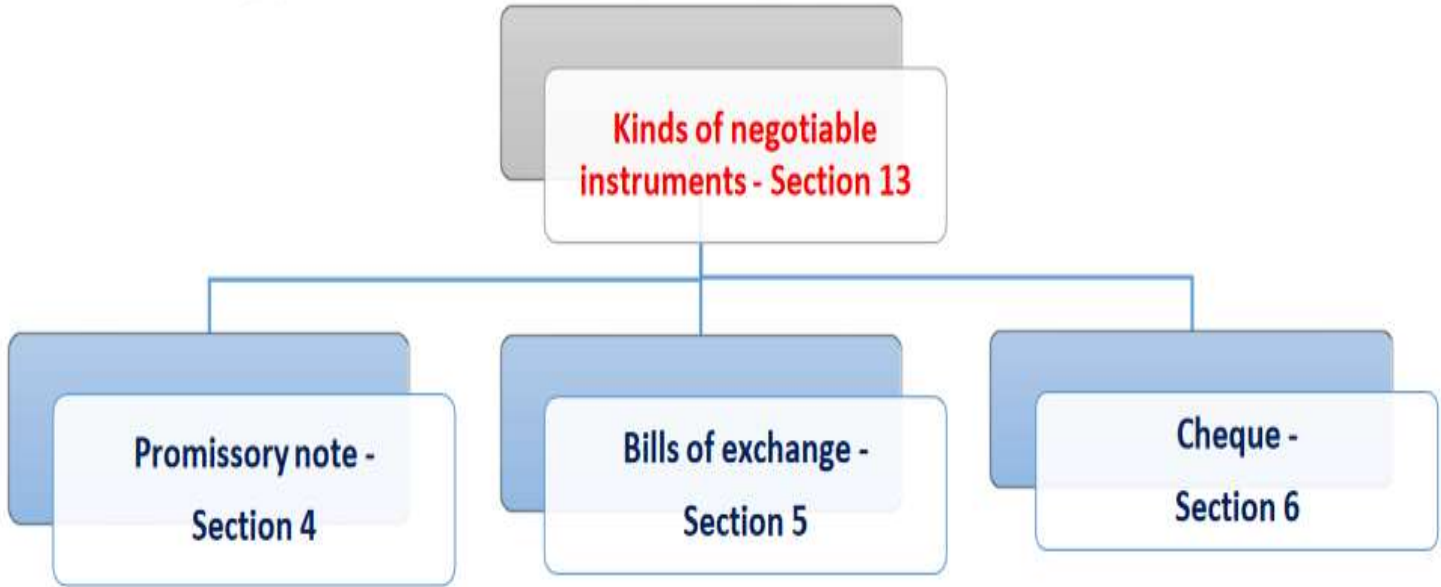 Kinds of negotiable
instruments - Section 13
Promissory note -
Section 4
Bills of exchange -
Section 5
Cheque -
Section 6